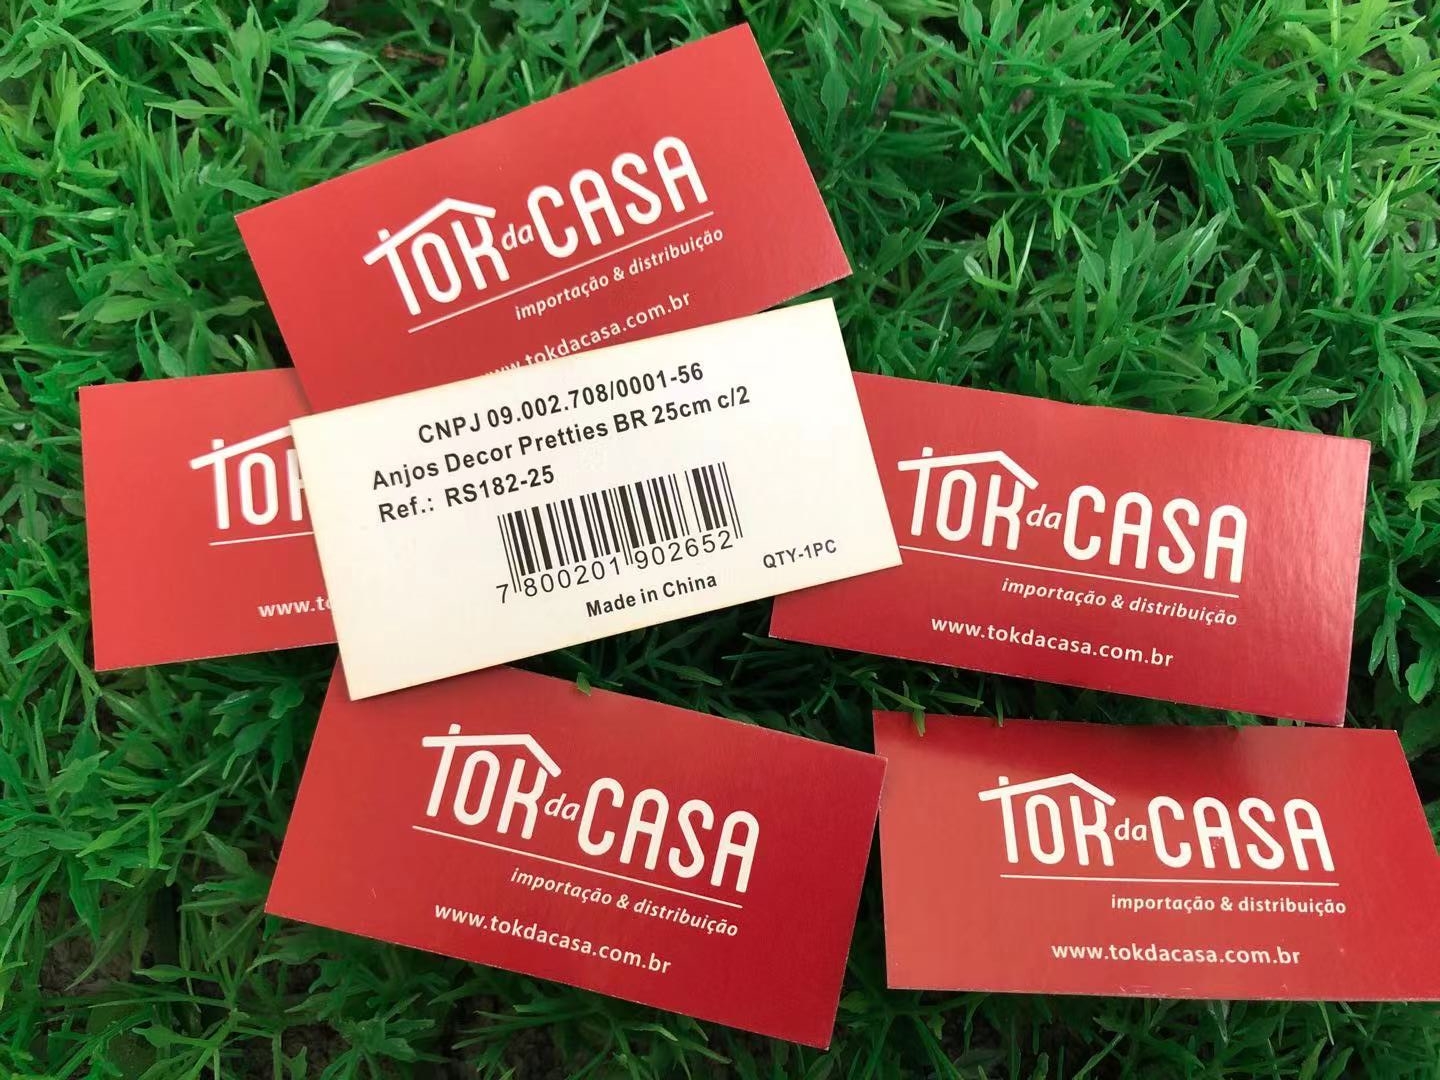 TOK da CASA
importação & distribuição
www.tokdacasa.com.br
CNPJ 09.002.708/0001-56
Anjos Decor Pretties BR 25cm c/2
Ref.: RS182-25
7 800201 902652
QTY-1PC
Made in China
TOK
www.to
TOK da CASA
importação & distribuição
www.tokdacasa.com.br
TOK da CASA
importação & distribuição
www.tokdacasa.com.br
TOK da CASA
importação & distribuição
www.tokdacasa.com.br